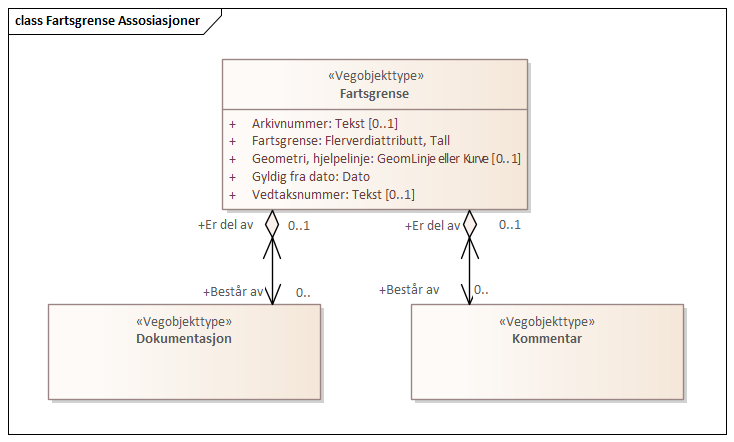 class Fartsgrense Assosiasjoner
«Vegobjekttype»
Fartsgrense
+ Arkivnummer: Tekst [0..1]
+ Fartsgrense: Flerverdiattributt, Tall
+ Geometri, hjelpelinje: GeomLinje eller Kurve [0..1]
+ Gyldig fra dato: Dato
+ Vedtaksnummer: Tekst [0..1]
+Er del av 0..1 +Er del av 0..1
+Består av 0.. +Består av 0..
«Vegobjekttype» «Vegobjekttype»
Dokumentasjon Kommentar